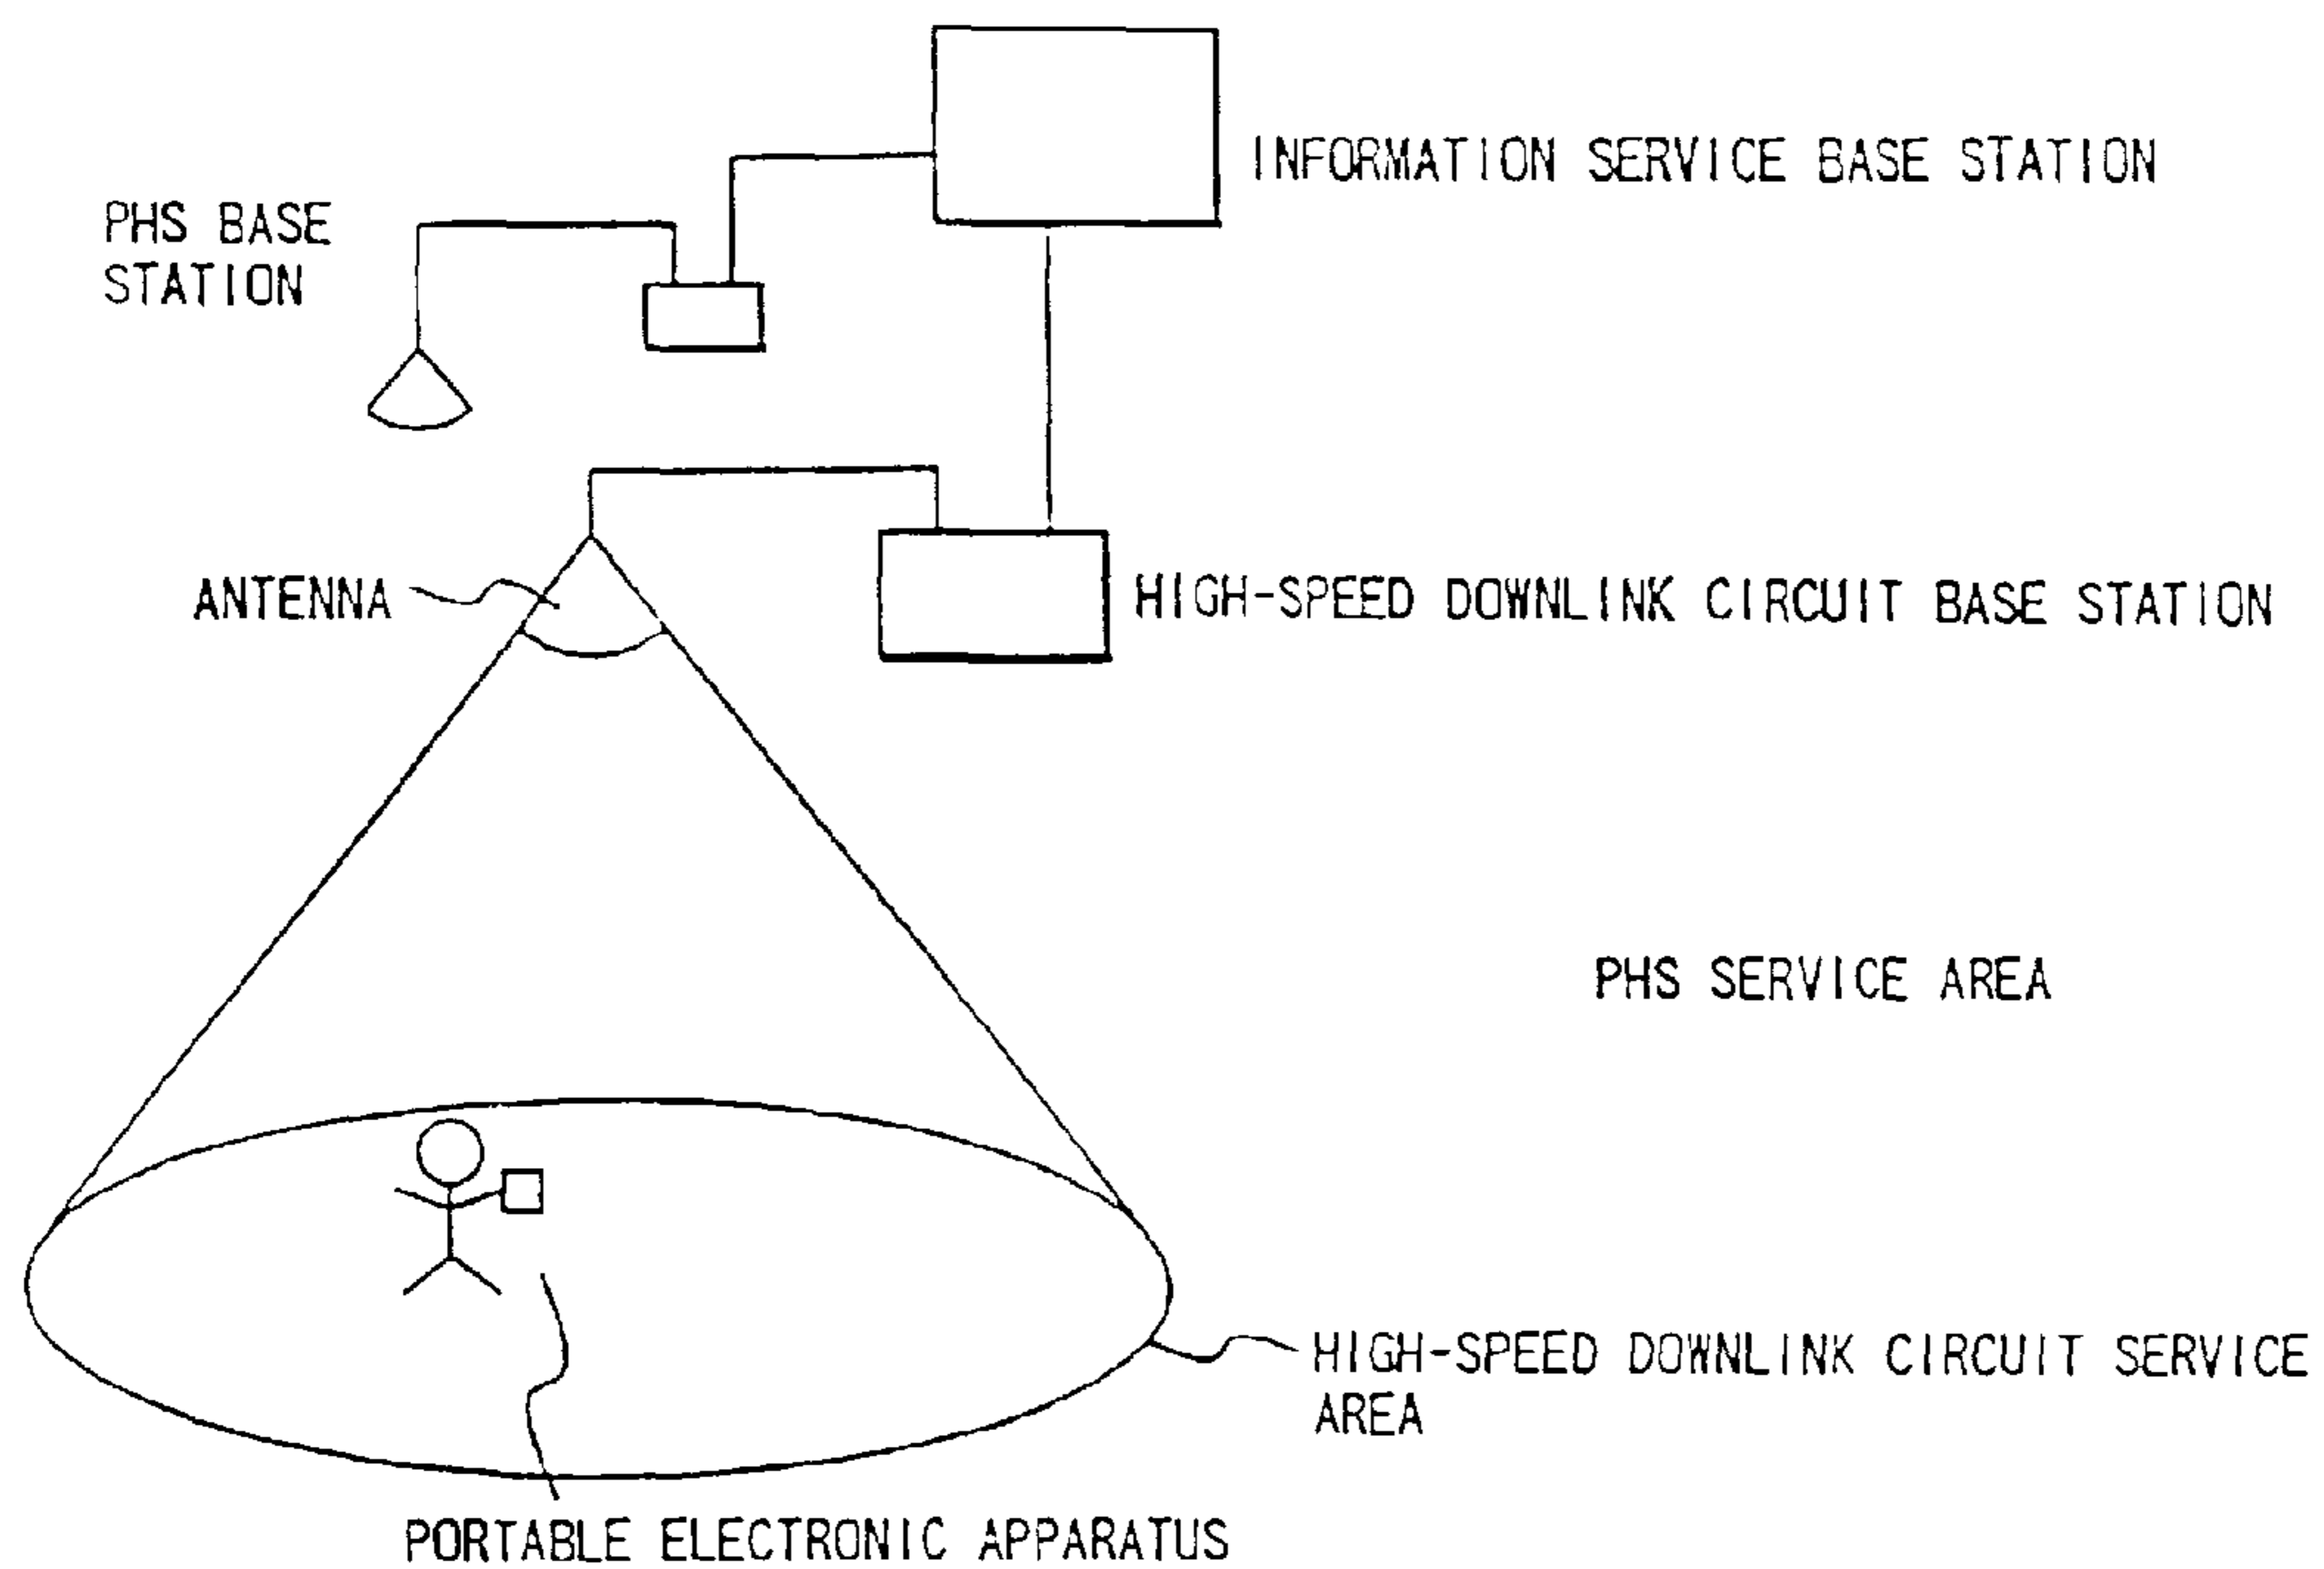 INFORMATION SERVICE BASE STATION
PHS BASE
STATION
ANTENNA
HIGH-SPEED DOWNLINK CIRCUIT BASE STATION
PHS SERVICE AREA
HIGH-SPEED DOWNLINK CIRCUIT SERVICE
AREA
PORTABLE ELECTRONIC APPARATUS